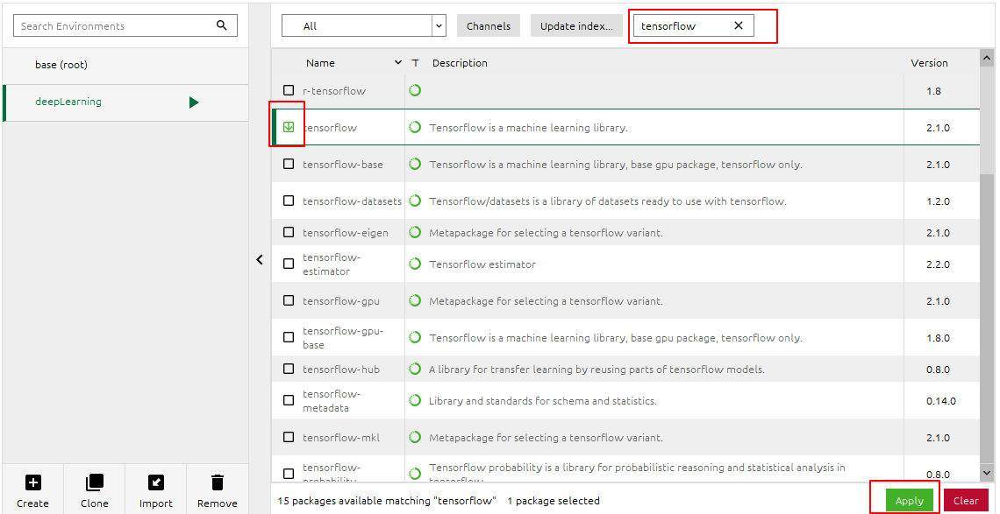 Search Environments
base (root)
deepLearning
Create
Clone
Import
Remove
All
Channels
Update index...
tensorflow
Name
T
Description
Version
r-tensorflow
1.8
tensorflow
Tensorflow is a machine learning library.
2.1.0
tensorflow-base
Tensorflow is a machine learning library, base gpu package, tensorflow only.
2.1.0
tensorflow-datasets
Tensorflow/datasets is a library of datasets ready to use with tensorflow.
1.2.0
tensorflow-eigen
Metapackage for selecting a tensorflow variant.
2.1.0
tensorflow-
estimator
Tensorflow estimator
2.2.0
tensorflow-gpu
Metapackage for selecting a tensorflow variant.
2.1.0
tensorflow-gpu-
base
Tensorflow is a machine learning library, base gpu package, tensorflow only.
1.8.0
tensorflow-hub
A library for transfer learning by reusing parts of tensorflow models.
0.8.0
tensorflow-
metadata
Library and standards for schema and statistics.
0.14.0
tensorflow-mkl
Metapackage for selecting a tensorflow variant.
2.1.0
tensorflow-
probability
Tensorflow probability is a library for probabilistic reasoning and statistical analysis in
tensorflow
0.8.0
15 packages available matching "tensorflow"
1 package selected
Apply
Clear